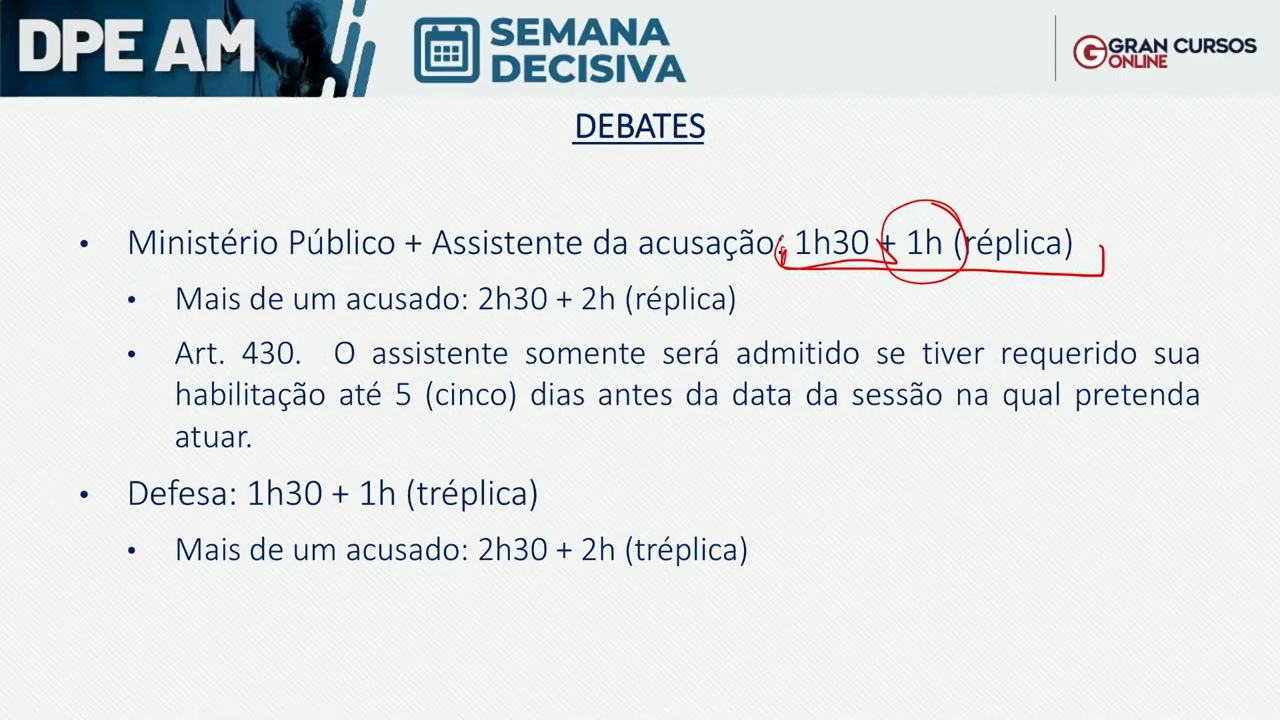 DPE AM
SEMANA
DECISIVA
GRAN CURSOS
ONLINE
DEBATES
• Ministério Público + Assistente da acusação: 1h30 + 1h (réplica)
• Mais de um acusado: 2h30 + 2h (réplica)
• Art. 430. O assistente somente será admitido se tiver requerido sua
habilitação até 5 (cinco) dias antes da data da sessão na qual pretenda
atuar.
• Defesa: 1h30 + 1h (tréplica)
• Mais de um acusado: 2h30 + 2h (tréplica)